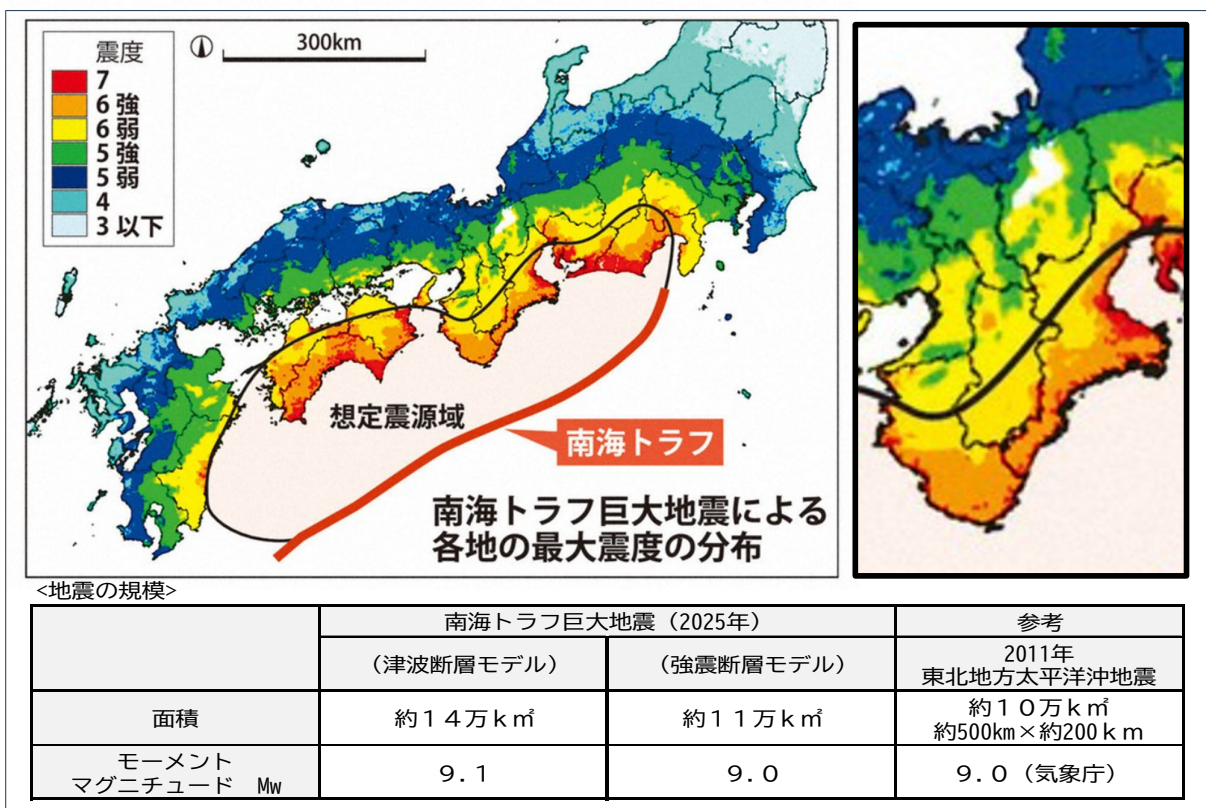 震度
7
6 強
6 弱
5 強
5 弱
4
3 以下
300km
想定震源域
南海トラフ
南海トラフ巨大地震による
各地の最大震度の分布
<地震の規模>
南海トラフ巨大地震（2025年）
参考
（津波断層モデル）
（強震断層モデル）
2011年
東北地方太平洋沖地震
面積
約１４万ｋ㎡
約１１万ｋ㎡
約１０万ｋ㎡
約500㎞×約200ｋｍ
モーメント
マグニチュード　Mw
９.１
９.０
９.０（気象庁）